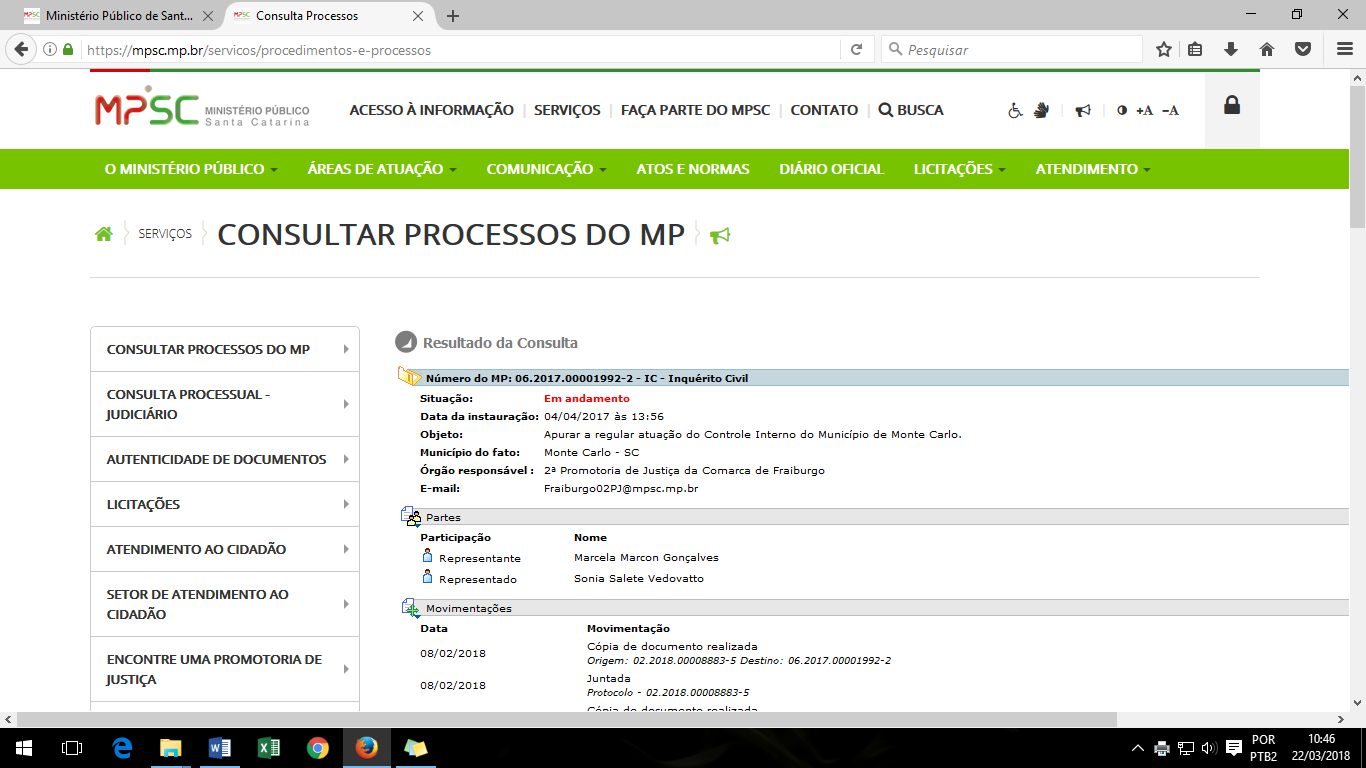 Ministério Público de Sant...
Consulta Processos
https://mpsc.mp.br/servicos/procedimentos-e-processos
Pesquisar
MPSC MINISTÉRIO PÚBLICO
Santa Catarina
ACESSO À INFORMAÇÃO | SERVIÇOS | FAÇA PARTE DO MPSC | CONTATO | BUSCA
+A -A
O MINISTÉRIO PÚBLICO ÁREAS DE ATUAÇÃO COMUNICAÇÃO ATOS E NORMAS DIÁRIO OFICIAL LICITAÇÕES ATENDIMENTO
SERVIÇOS CONSULTAR PROCESSOS DO MP
CONSULTAR PROCESSOS DO MP
CONSULTA PROCESSUAL -
JUDICIÁRIO
AUTENTICIDADE DE DOCUMENTOS
LICITAÇÕES
ATENDIMENTO AO CIDADÃO
SETOR DE ATENDIMENTO AO
CIDADÃO
ENCONTRE UMA PROMOTORIA DE
JUSTIÇA
Resultado da Consulta
Número do MP: 06.2017.00001992-2 - IC - Inquérito Civil
Situação: Em andamento
Data da instauração: 04/04/2017 às 13:56
Objeto: Apurar a regular atuação do Controle Interno do Município de Monte Carlo.
Município do fato: Monte Carlo - SC
Órgão responsável : 2ª Promotoria de Justiça da Comarca de Fraiburgo
E-mail: Fraiburgo02PJ@mpsc.mp.br
Partes
Participação Nome
Representante Marcela Marcon Gonçalves
Representado Sonia Salete Vedovatto
Movimentações
Data Movimentação
08/02/2018 Cópia de documento realizada
Origem: 02.2018.00008883-5 Destino: 06.2017.00001992-2
08/02/2018 Juntada
Protocolo - 02.2018.00008883-5
Cópia de documento realizada
POR 10:46
PTB2 22/03/2018